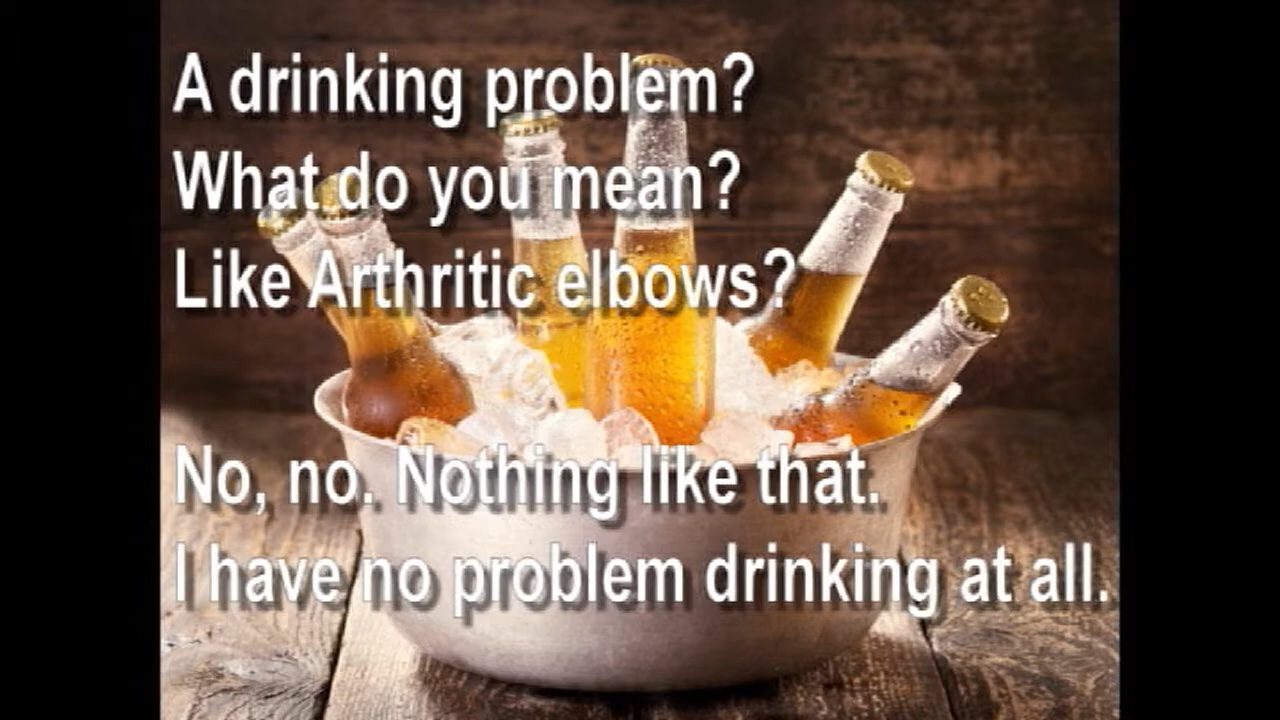 A drinking problem?
What do you mean?
Like Arthritic elbows?
No, no. Nothing like that.
I have no problem drinking at all.